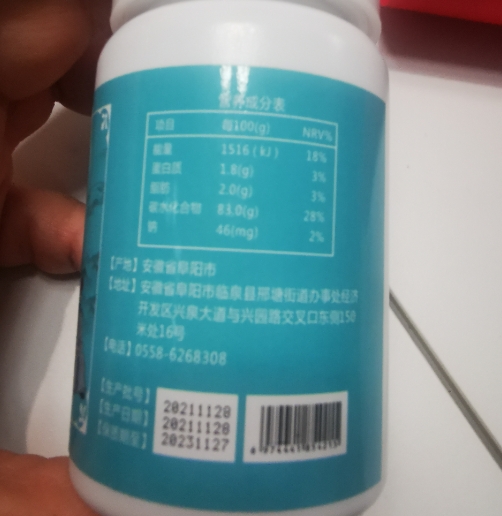 营养成分表
项目 每100(g) NRV%
能量 1516(kJ) 18%
蛋白质 1.8(g) 3%
脂肪 2.0(g) 3%
碳水化合物 83.0(g) 28%
钠 46(mg) 2%
【产地】安徽省阜阳市
【地址】安徽省阜阳市临泉县邢塘街道办事处经济
开发区兴泉大道与兴园路交叉口东侧150
米处16号
【电话】0558-6268308
【生产批号】 20211128
【生产日期】 20211128
【保质期至】 20231127